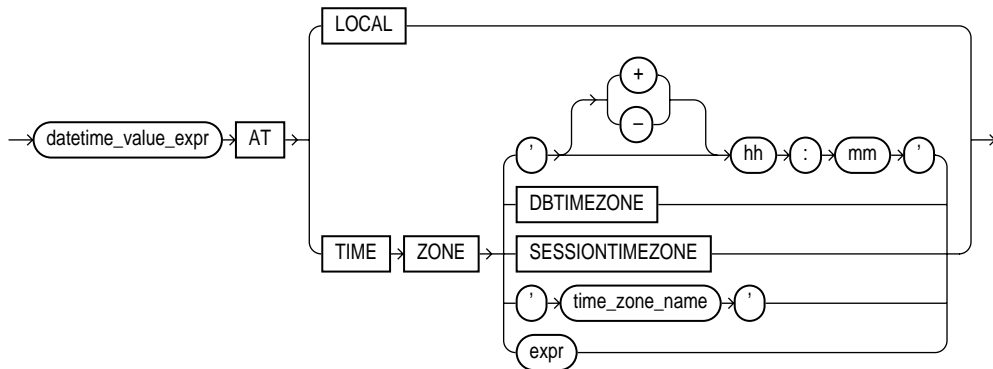 LOCAL
+
–
datetime_value_expr AT
’ hh : mm ’
DBTIMEZONE
TIME ZONE SESSIONTIMEZONE
’ time_zone_name ’
expr